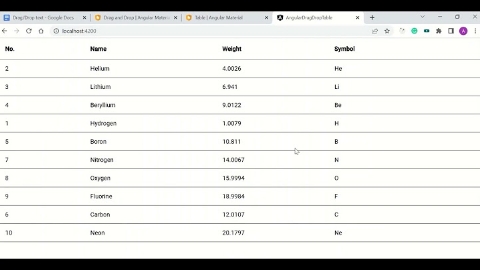 Drag/Drop text - Google Docs
Drag and Drop | Angular Materi
Table | Angular Material
AngularDragDropTable
localhost:4200
No. Name Weight Symbol
2 Helium 4.0026 He
3 Lithium 6.941 Li
4 Beryllium 9.0122 Be
1 Hydrogen 1.0079 H
5 Boron 10.811 B
7 Nitrogen 14.0067 N
8 Oxygen 15.9994 O
9 Fluorine 18.9984 F
6 Carbon 12.0107 C
10 Neon 20.1797 Ne